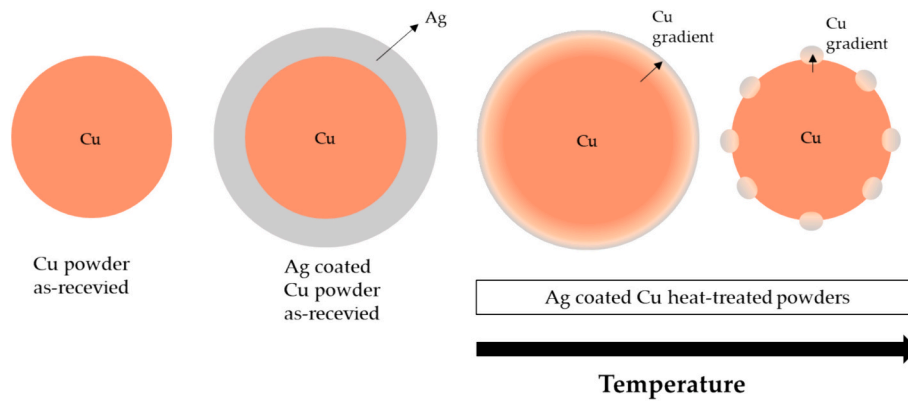 Ag
Cu
gradient
Cu
gradient
Cu
Cu
Cu
Cu
Cu powder
as-recevied
Ag coated
Cu powder
as-recevied
Ag coated Cu heat-treated powders
Temperature